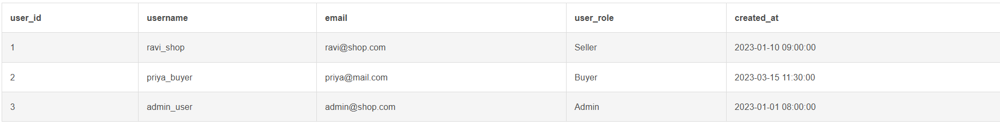 user_id username email user_role created_at
1 ravi_shop ravi@shop.com Seller 2023-01-10 09:00:00
2 priya_buyer priya@mail.com Buyer 2023-03-15 11:30:00
3 admin_user admin@shop.com Admin 2023-01-01 08:00:00